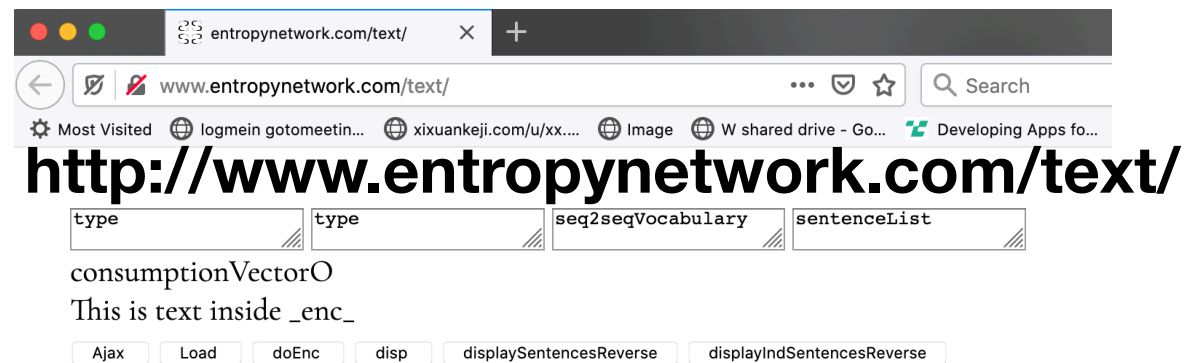 entropynetwork.com/text/
www.entropynetwork.com/text/
Search
Most Visited logmein gotomeetin... xixuankeji.com/u/xx.... Image W shared drive - Go... Developing Apps fo...
http://www.entropynetwork.com/text/
type type seq2seqVocabulary sentenceList
consumptionVectorO
This is text inside _enc_
Ajax Load doEnc disp displaySentencesReverse displayIndSentencesReverse